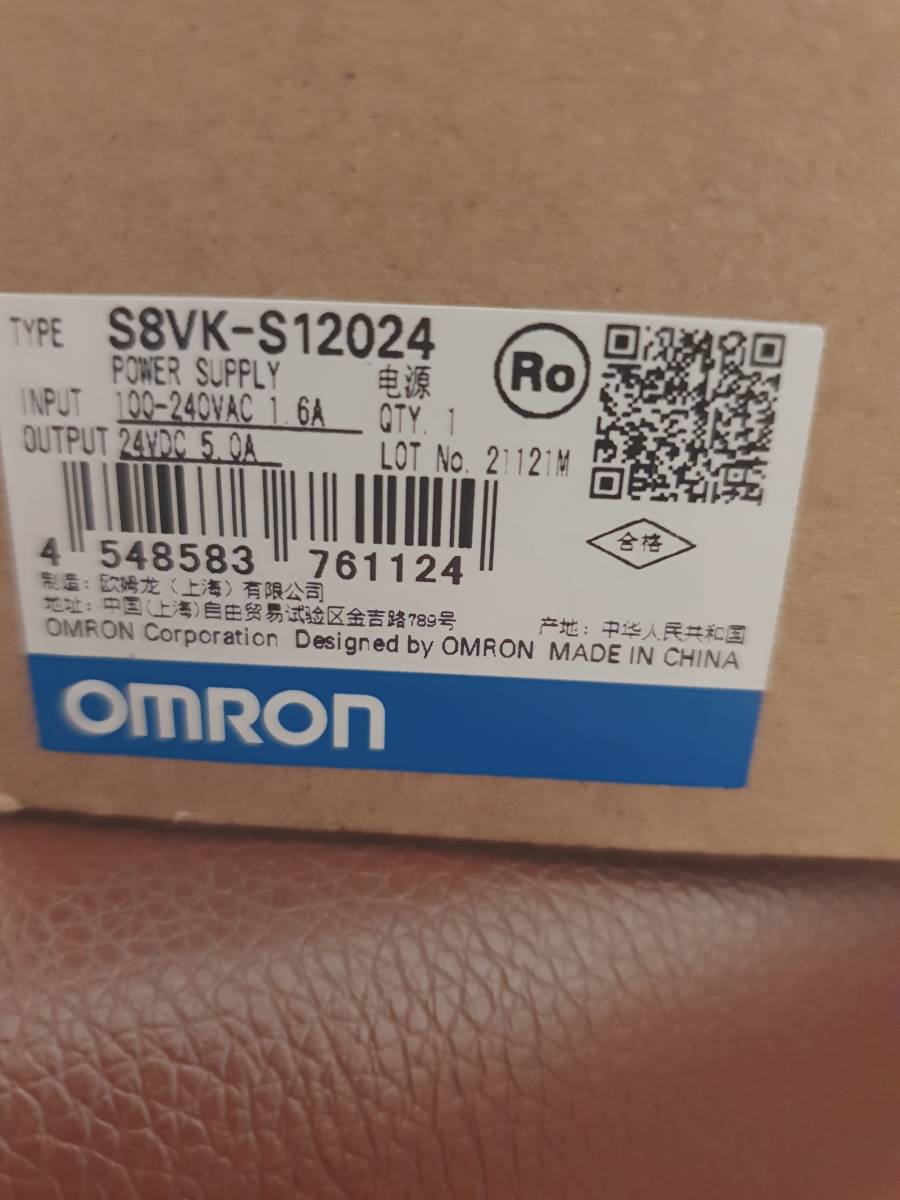 TYPE S8VK-S12024
POWER SUPPLY 电源
INPUT 100-240VAC 1.6A QTY. 1
OUTPUT 24VDC 5.0A LOT No. 21121M
Ro
合格
4 548583 761124
制造：欧姆龙（上海）有限公司
地址：中国(上海)自由贸易试验区金吉路789号
产地：中华人民共和国
OMRON Corporation Designed by OMRON MADE IN CHINA
OMRON